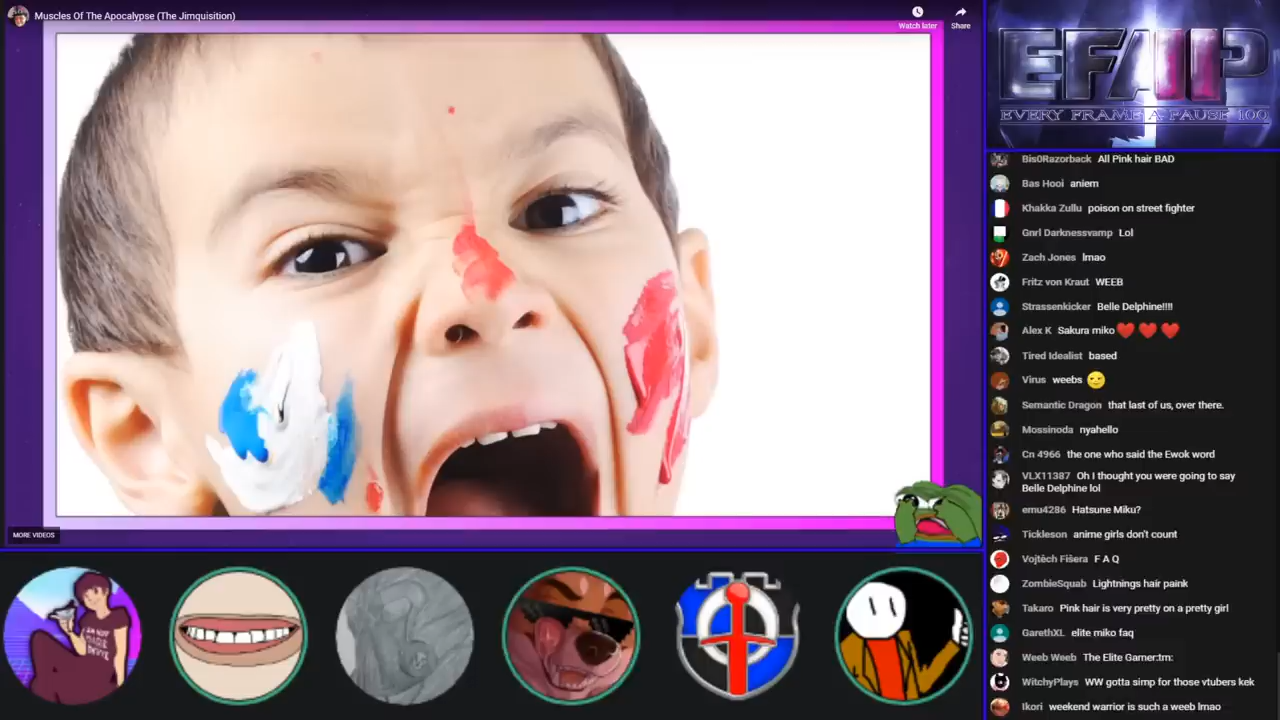 Muscles Of The Apocalypse (The Jimquisition)
Watch later
Share
MORE VIDEOS
EFAP
EVERY FRAME A PAUSE 100
Bis0Razorback All Pink hair BAD
Bas Hooi aniem
Khakka Zullu poison on street fighter
Gnrl Darknessvamp Lol
Zach Jones lmao
Fritz von Kraut WEEB
Strassenkicker Belle Delphine!!!!
Alex K Sakura miko❤️❤️❤️
Tired Idealist based
Virus weebs 😏
Semantic Dragon that last of us, over there.
Mossinoda nyahello
Cn 4966 the one who said the Ewok word
VLX11387 Oh I thought you were going to say
Belle Delphine lol
emu4286 Hatsune Miku?
Tickleson anime girls don't count
Vojtěch Fišera F A Q
ZombieSquab Lightnings hair paink
Takaro Pink hair is very pretty on a pretty girl
GarethXL elite miko faq
Weeb Weeb The Elite Gamer:tm:
WitchyPlays WW gotta simp for those vtubers kek
Ikori weekend warrior is such a weeb lmao